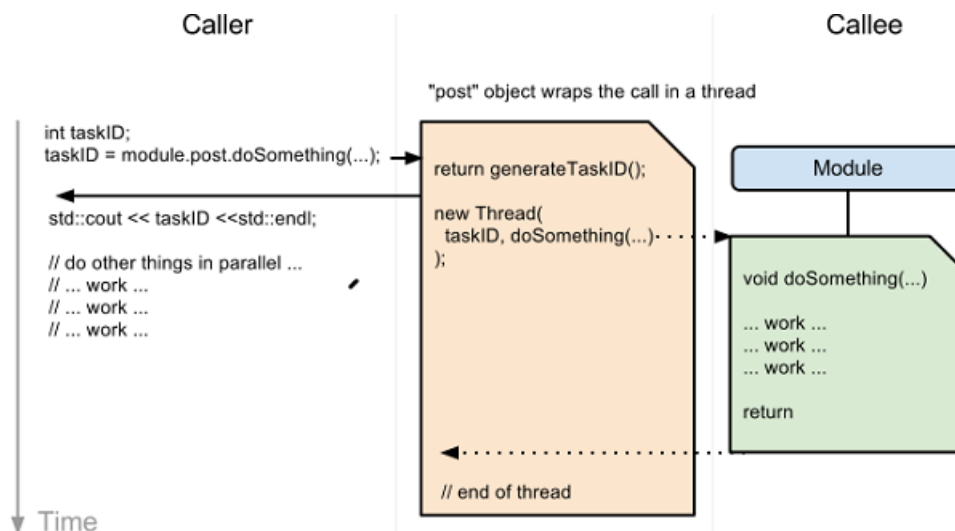 Caller
Callee
"post" object wraps the call in a thread
int taskID;
taskID = module.post.doSomething(...);
return generateTaskID();
std::cout << taskID <<std::endl;
new Thread(
taskID, doSomething(...)
);
// do other things in parallel ...
// ... work ...
// ... work ...
// ... work ...
Module
void doSomething(...)
... work ...
... work ...
... work ...
return
// end of thread
Time